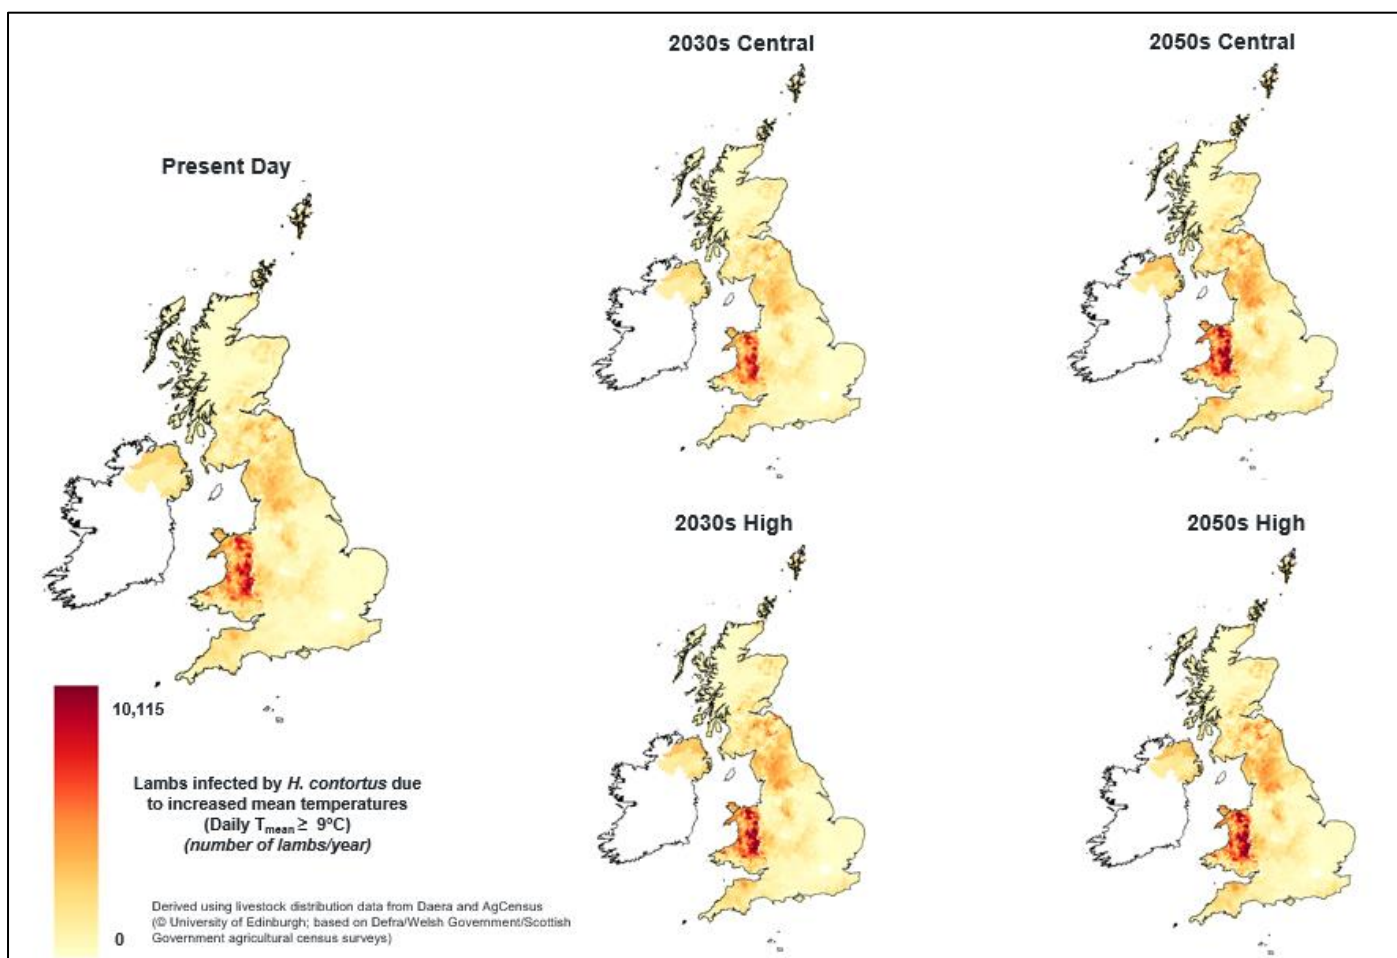 2030s Central
2050s Central
Present Day
2030s High
2050s High
10,115
Lambs infected by H. contortus due
to increased mean temperatures
(Daily Tmean ≥ 9ºC)
(number of lambs/year)
0
Derived using livestock distribution data from Daera and AgCensus
(© University of Edinburgh; based on Defra/Welsh Government/Scottish
Government agricultural census surveys)